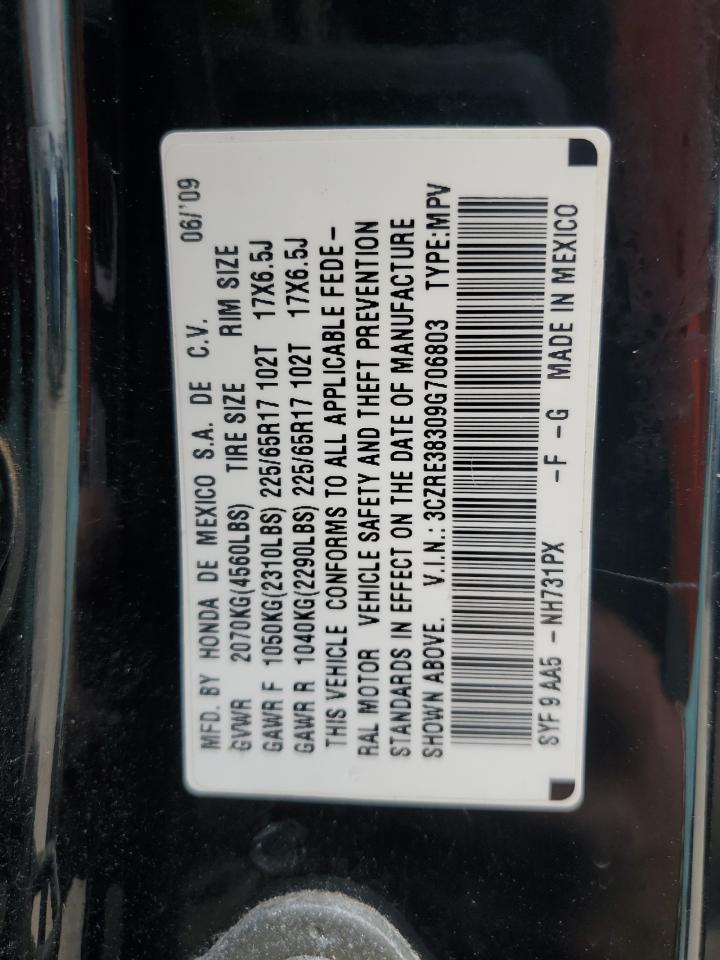 MFD. BY HONDA DE MEXICO S.A. DE C.V. 06/'09
GVWR 2070KG(4560LBS) TIRE SIZE RIM SIZE
GAWR F 1050KG(2310LBS) 225/65R17 102T 17X6.5J
GAWR R 1040KG(2290LBS) 225/65R17 102T 17X6.5J
THIS VEHICLE CONFORMS TO ALL APPLICABLE FEDE-
RAL MOTOR VEHICLE SAFETY AND THEFT PREVENTION
STANDARDS IN EFFECT ON THE DATE OF MANUFACTURE
SHOWN ABOVE. V.I.N.: 3CZRE38309G706803 TYPE:MPV
SYF 9 AA5 -NH731PX -F -G MADE IN MEXICO